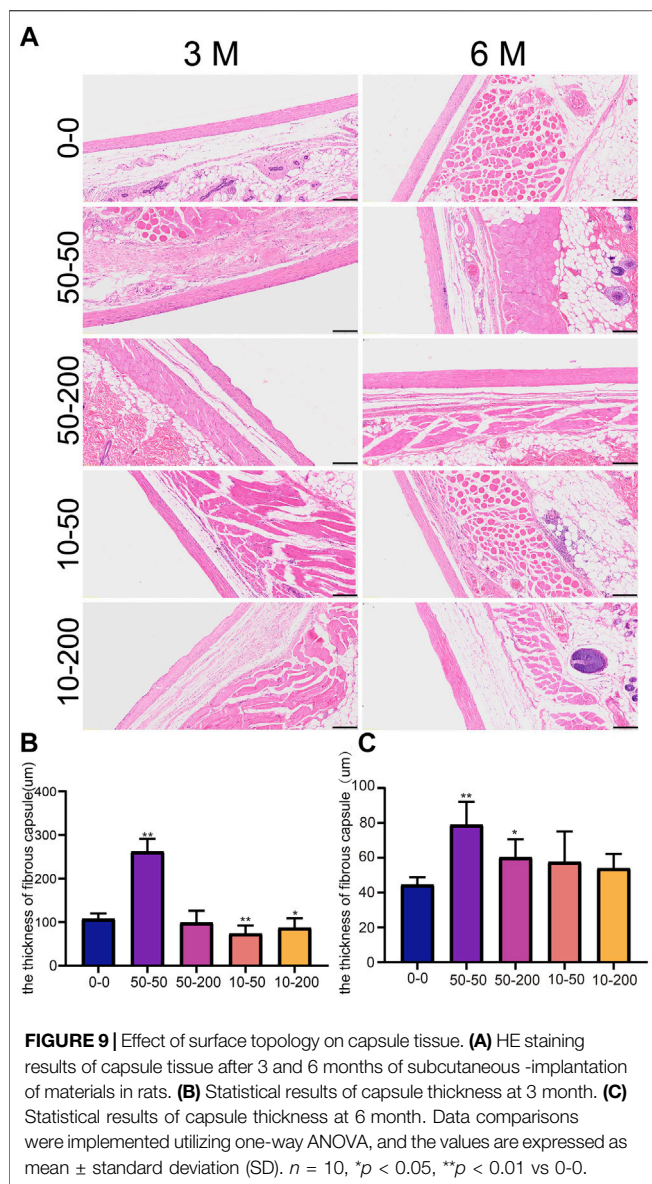 A
3 M
6 M
0-0
50-50
50-200
10-50
10-200
B
the thickness of fibrous capsule(um)
400
300
200
100
0
**
**
*
0-0 50-50 50-200 10-50 10-200
C
the thickness of fibrous capsule (um)
100
80
60
40
20
0
**
*
0-0 50-50 50-200 10-50 10-200
FIGURE 9 | Effect of surface topology on capsule tissue. (A) HE staining
results of capsule tissue after 3 and 6 months of subcutaneous -implantation
of materials in rats. (B) Statistical results of capsule thickness at 3 month. (C)
Statistical results of capsule thickness at 6 month. Data comparisons
were implemented utilizing one-way ANOVA, and the values are expressed as
mean ± standard deviation (SD). n = 10, *p < 0.05, **p < 0.01 vs 0-0.